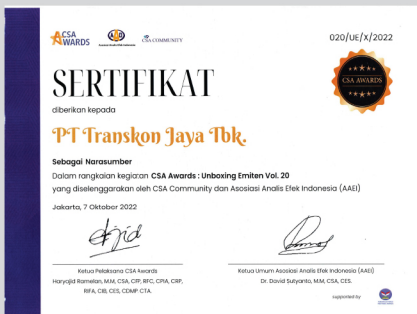 CSA
AWARDS
CSA COMMUNITY
020/UE/X/2022
SERTIFIKAT
CSA AWARDS
diberikan kepada
PT Transkon Jaya Tbk.
Sebagai Narasumber
Dalam rangkaian kegiatan CSA Awards : Unboxing Emiten Vol. 20
yang diselenggarakan oleh CSA Community dan Asosiasi Analis Efek Indonesia (AAEI)
Jakarta, 7 Oktober 2022
Ketua Pelaksana CSA Awards
Haryajid Ramelan, M.M, CSA, CFP, RFC, CPIA, CRP,
RIFA, CIB, CES, CDMP. CTA.
Ketua Umum Asosiasi Analis Efek Indonesia (AAEI)
Dr. David Sutyanto, M.M, CSA, CES.
supported by